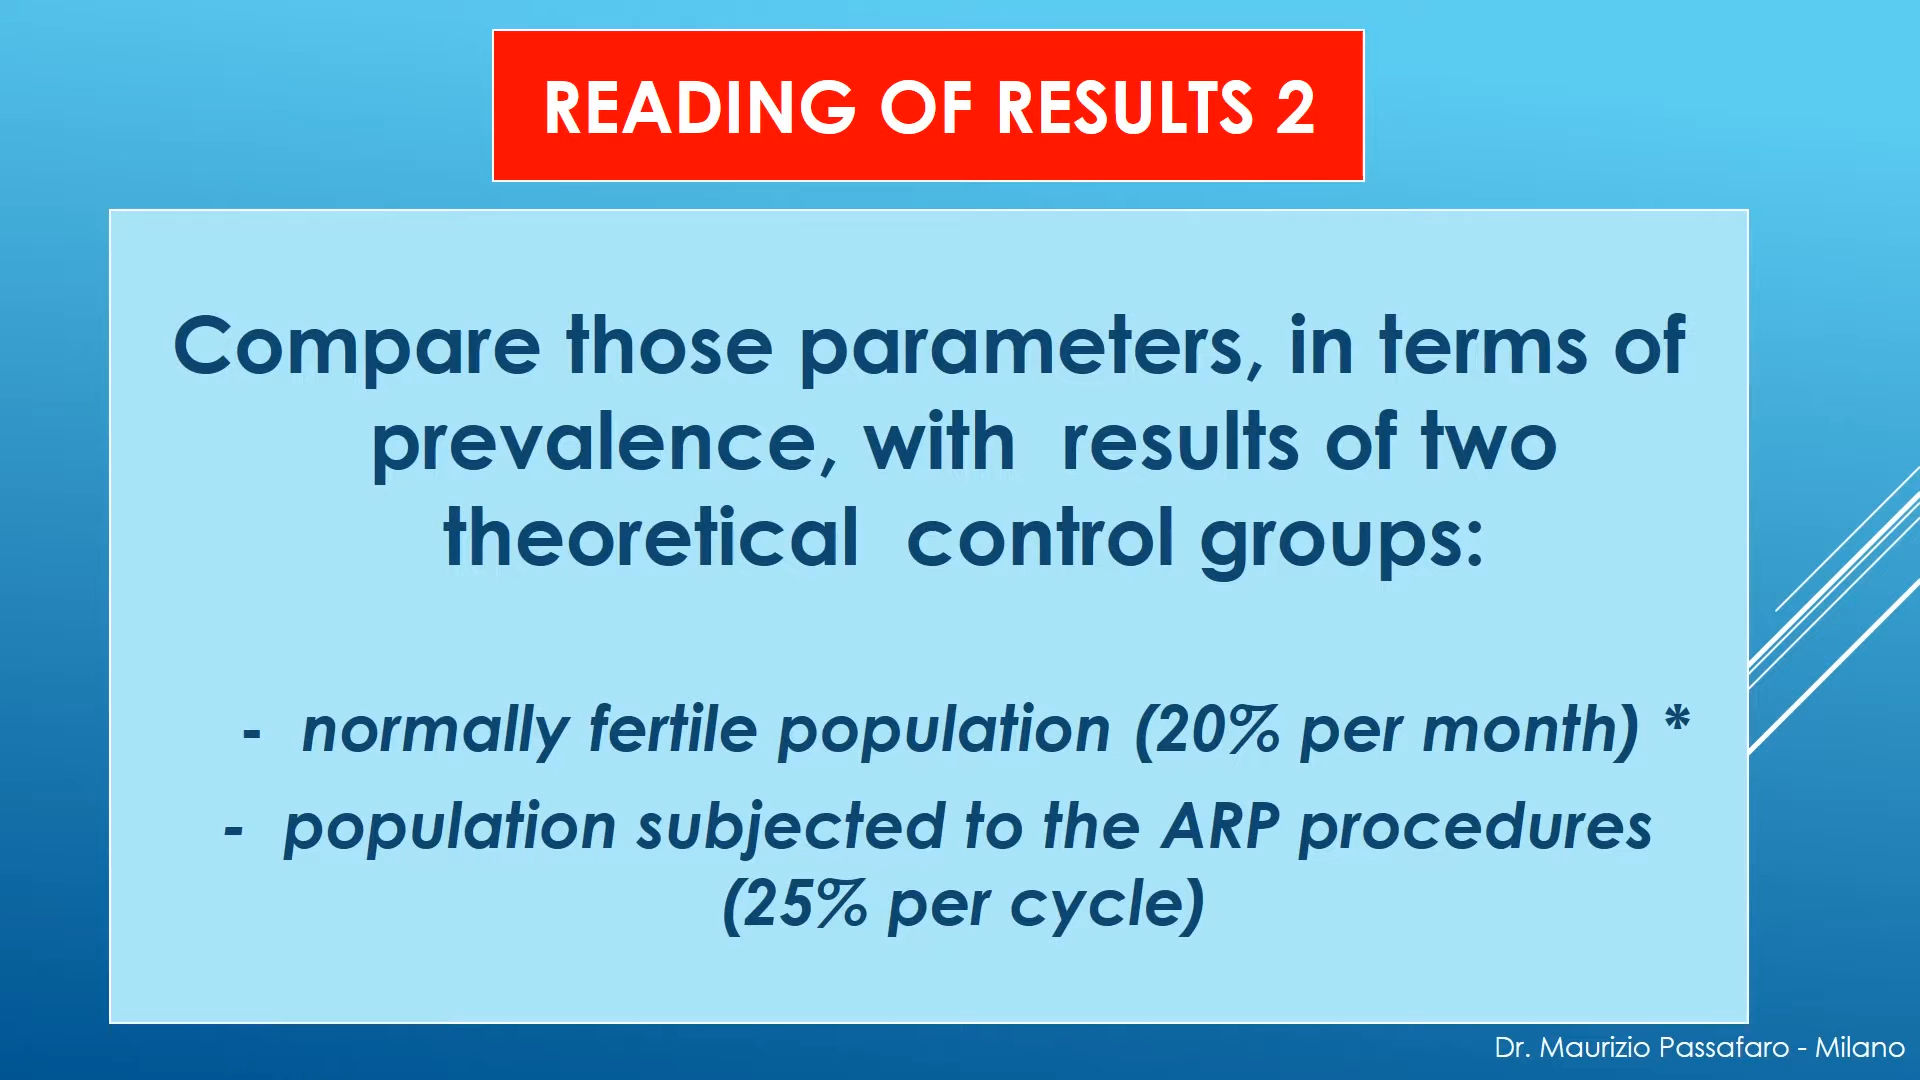 READING OF RESULTS 2
Compare those parameters, in terms of
prevalence, with results of two
theoretical control groups:
- normally fertile population (20% per month) *
- population subjected to the ARP procedures
(25% per cycle)
Dr. Maurizio Passafaro - Milano